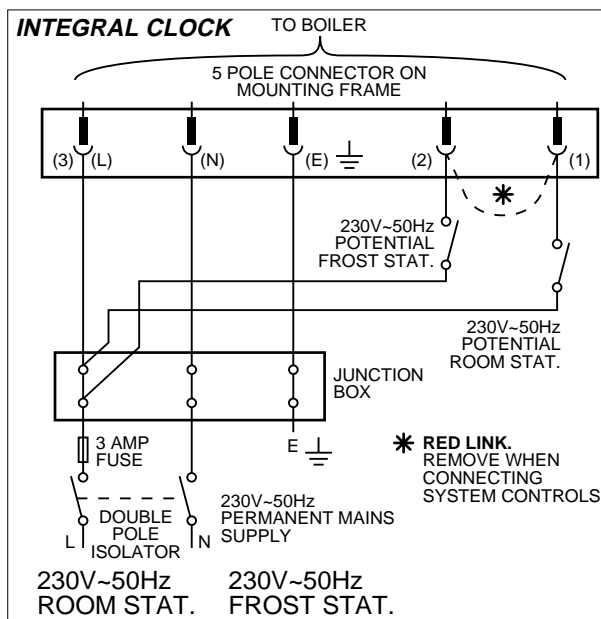 INTEGRAL CLOCK
TO BOILER
5 POLE CONNECTOR ON
MOUNTING FRAME
(3) (L) (N) (E) (2) (1)
✱
230V~50Hz
POTENTIAL
FROST STAT.
230V~50Hz
POTENTIAL
ROOM STAT.
JUNCTION
BOX
3 AMP
FUSE
E
✱ RED LINK.
REMOVE WHEN
CONNECTING
SYSTEM CONTROLS
DOUBLE
POLE
ISOLATOR
L
N
230V~50Hz
PERMANENT MAINS
SUPPLY
230V~50Hz
ROOM STAT.
230V~50Hz
FROST STAT.